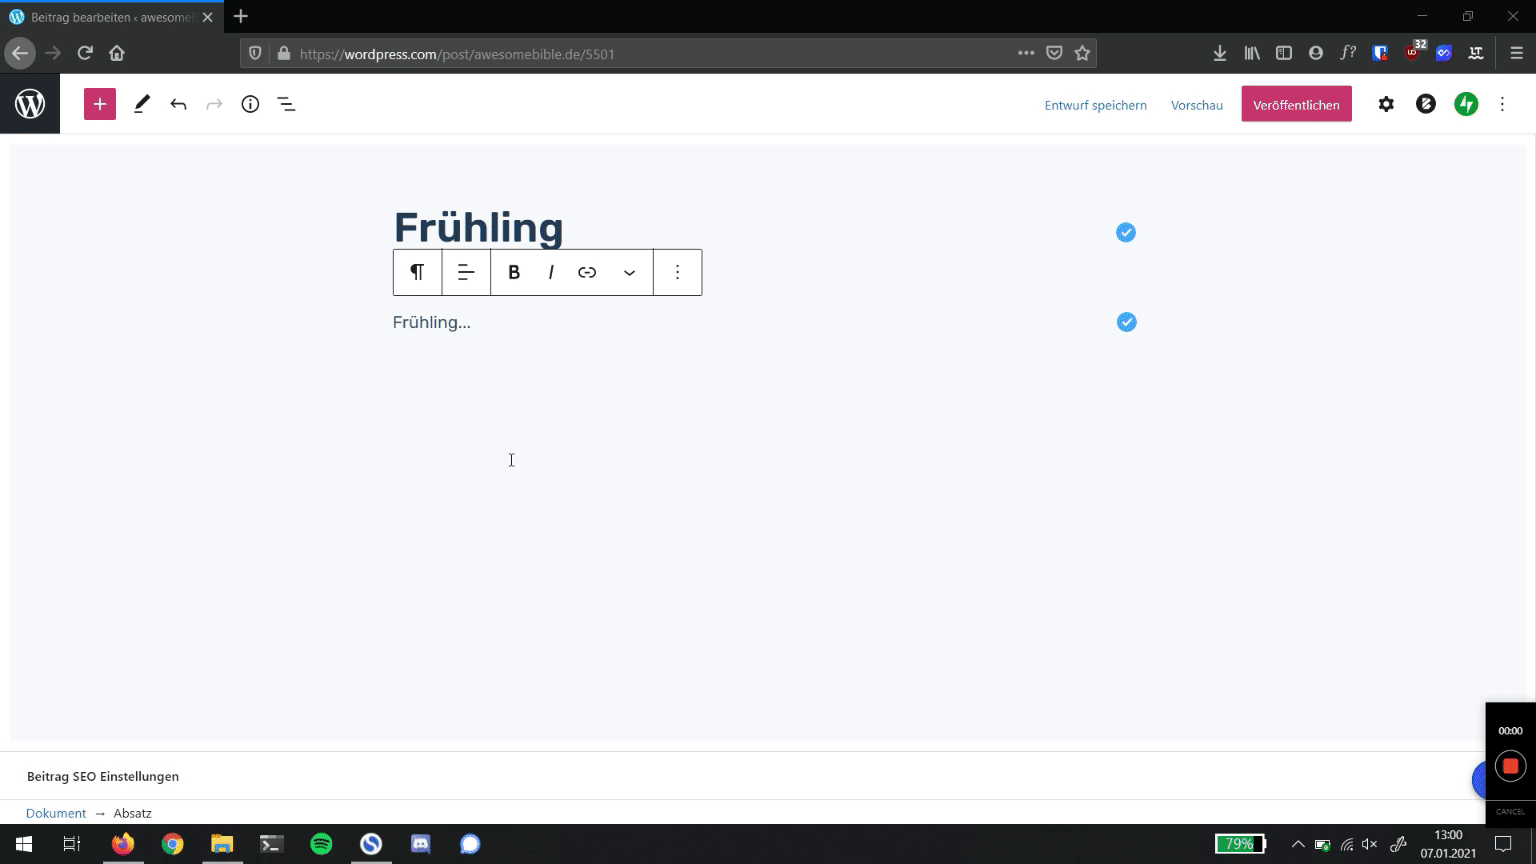 Beitrag bearbeiten ‹ awesomeb
https://wordpress.com/post/awesomebible.de/5501
32
Entwurf speichern
Vorschau
Veröffentlichen
Frühling
B I
Frühling...
00:00
Beitrag SEO Einstellungen
CANCEL
Dokument → Absatz
79%
13:00
07.01.2021